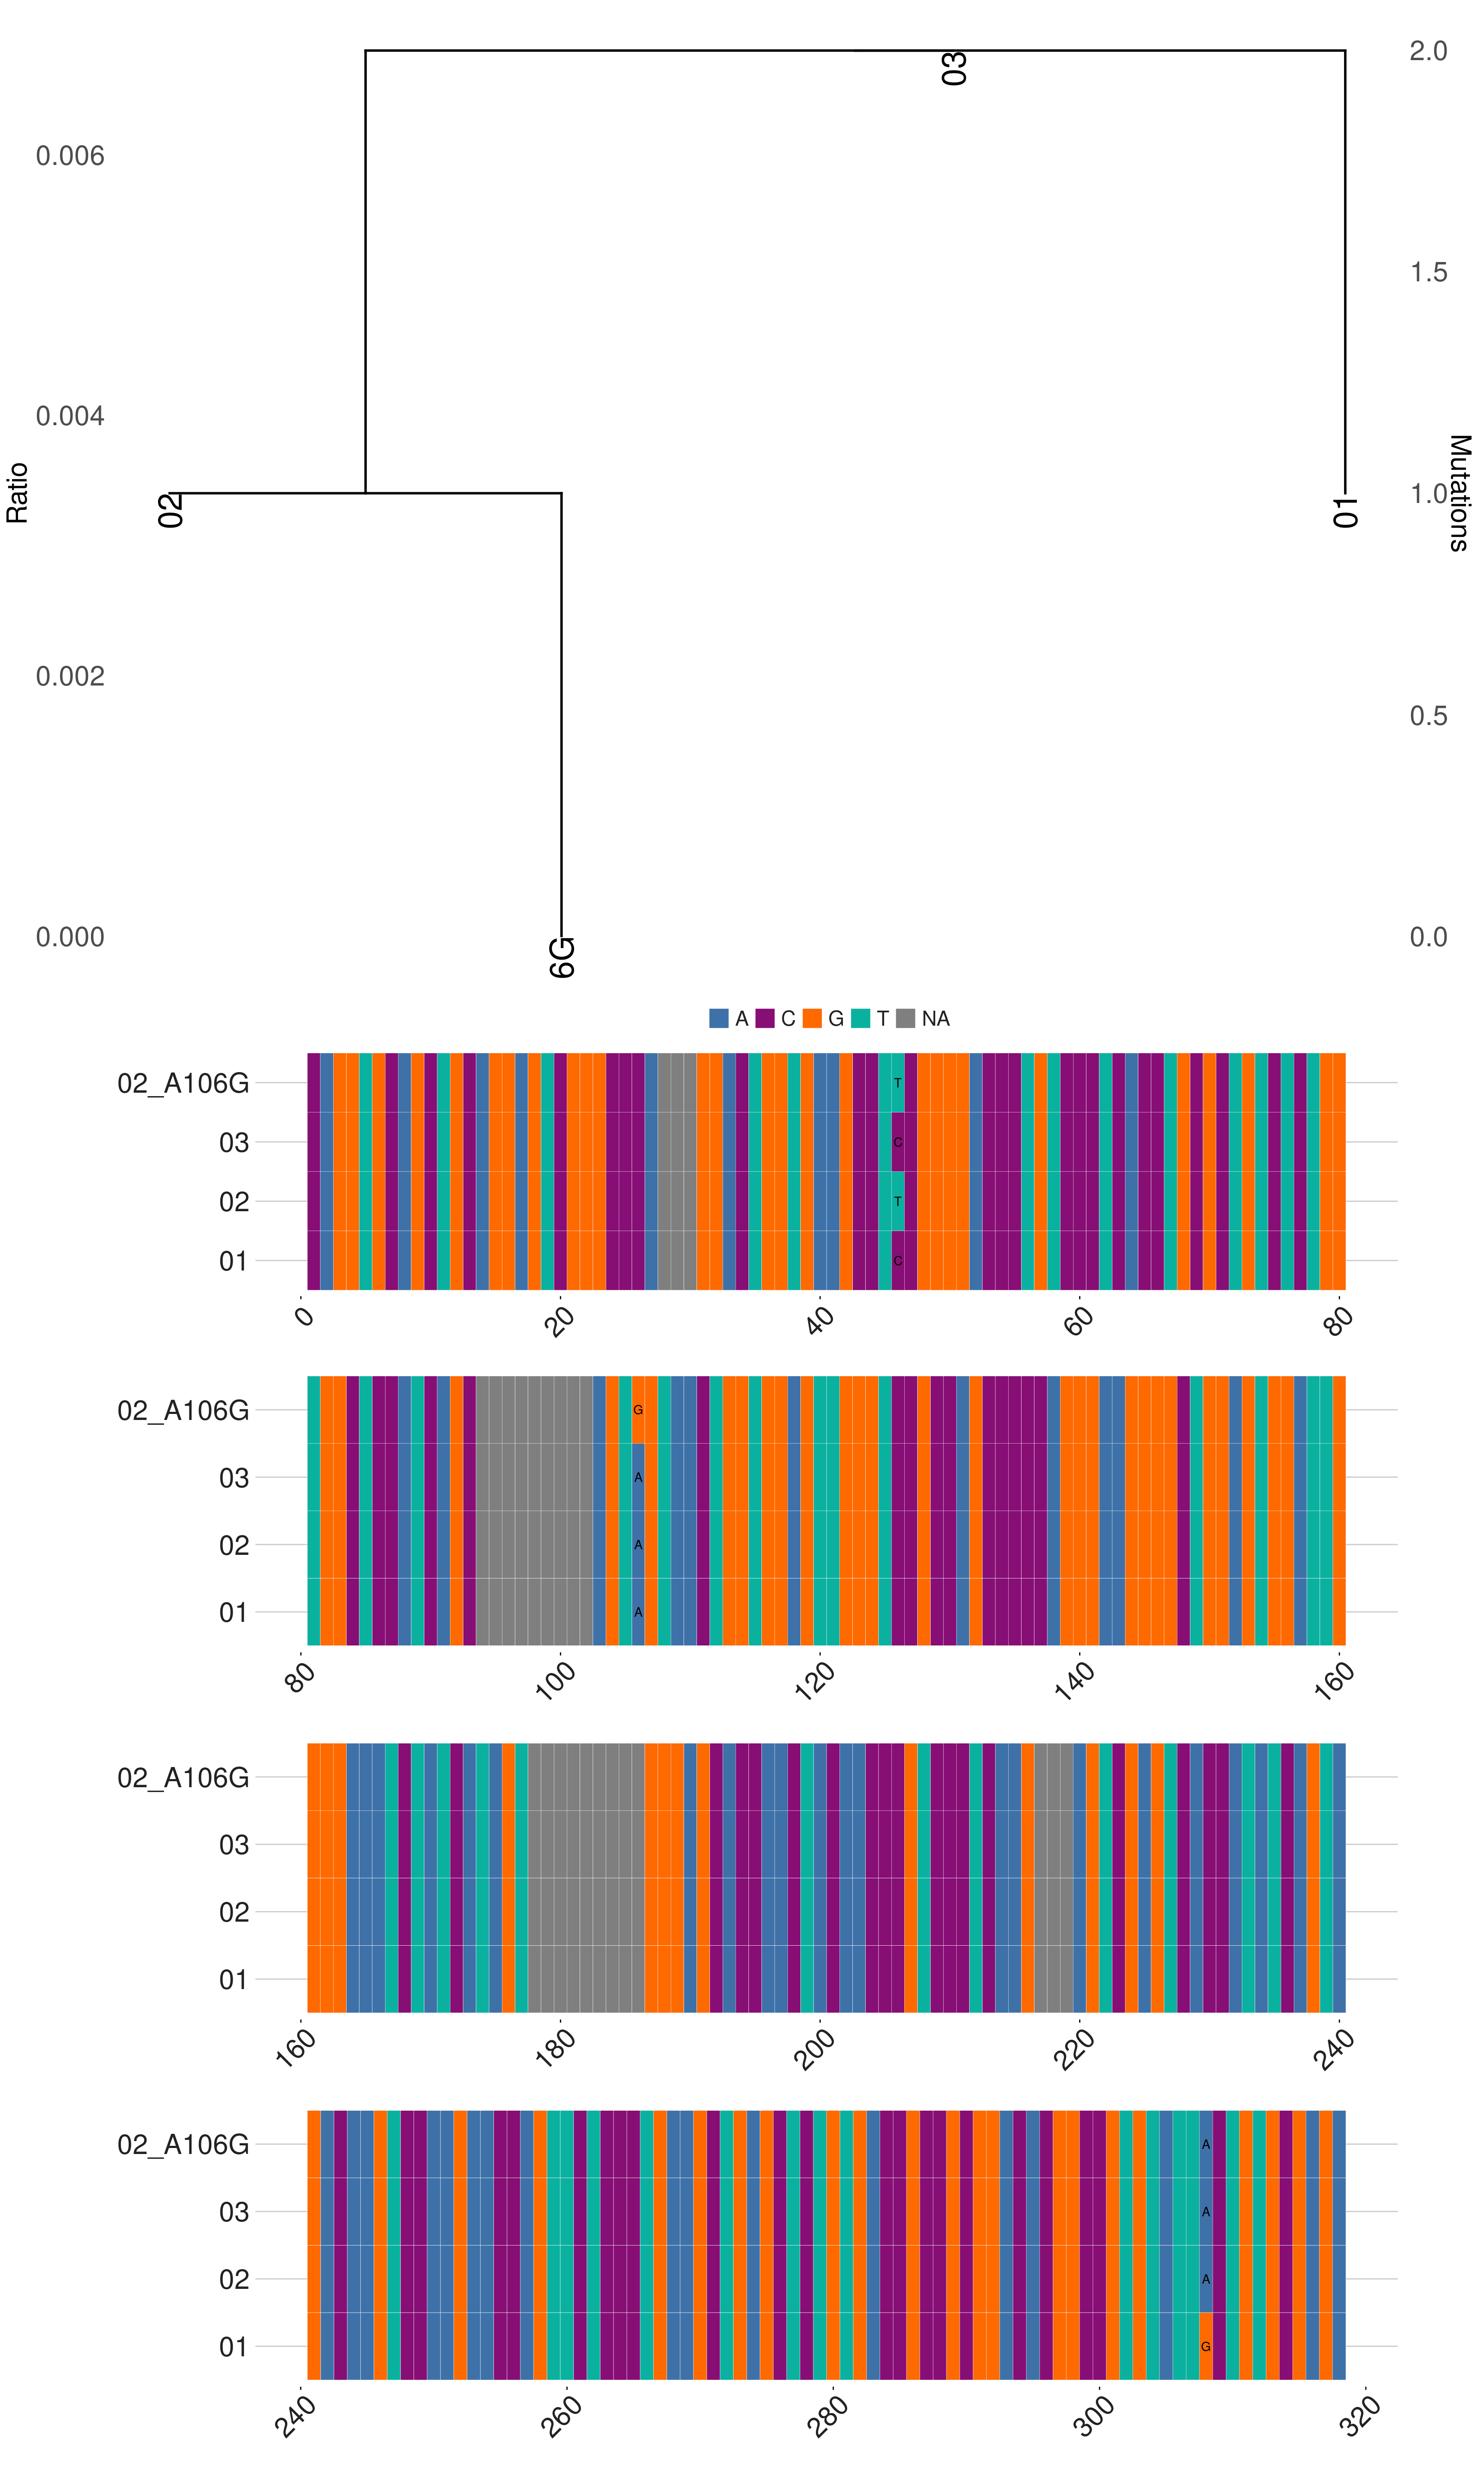 03
2.0
0.006
1.5
0.004
Ratio
Mutations
02
1.0
01
0.002
0.5
0.000
0.0
6G
A C G T NA
02_A106G T
03 C
02 T
01 C
0 20 40 60 80
02_A106G G
03 A
02 A
01 A
80 100 120 140 160
02_A106G
03
02
01
160 180 200 220 240
02_A106G A
03 A
02 A
01 G
240 260 280 300 320